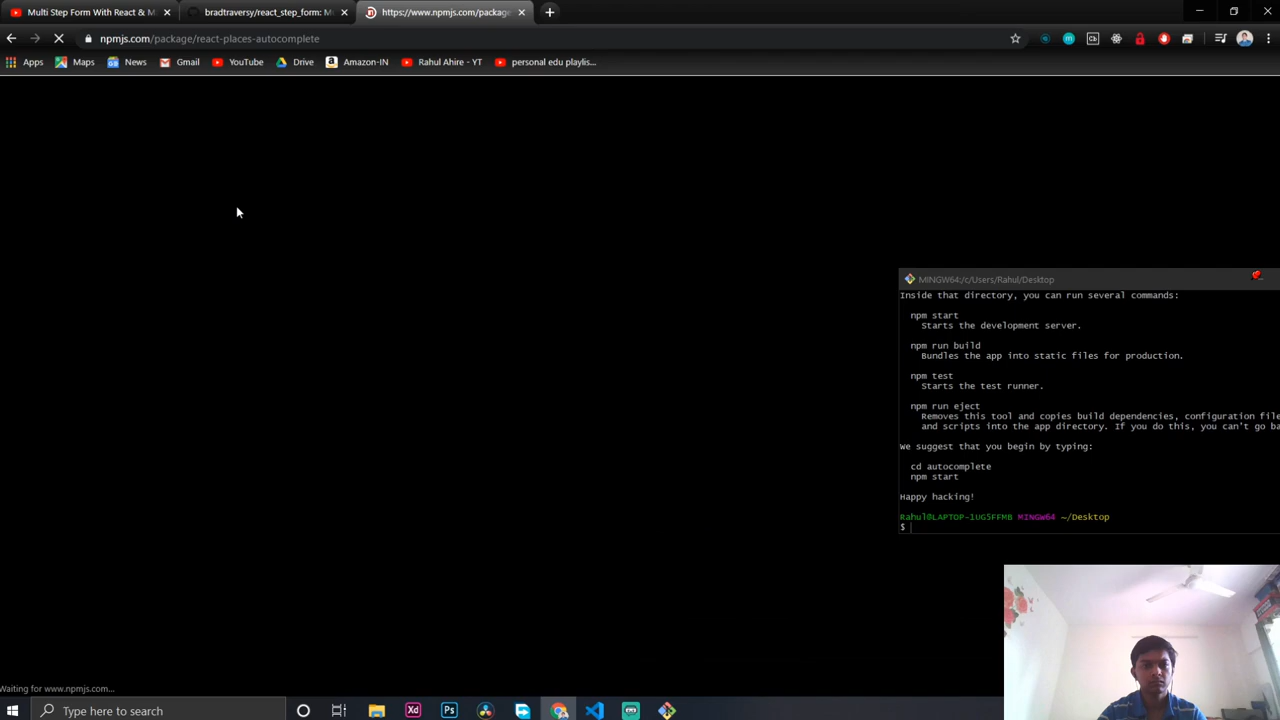 Multi Step Form With React & M
bradtraversy/react_step_form: Mu
https://www.npmjs.com/package
npmjs.com/package/react-places-autocomplete
Apps
Maps
News
Gmail
YouTube
Drive
Amazon-IN
Rahul Ahire - YT
personal edu playlis...
MINGW64:/c/Users/Rahul/Desktop
Inside that directory, you can run several commands:
npm start
Starts the development server.
npm run build
Bundles the app into static files for production.
npm test
Starts the test runner.
npm run eject
Removes this tool and copies build dependencies, configuration file
and scripts into the app directory. If you do this, you can't go ba
We suggest that you begin by typing:
cd autocomplete
npm start
Happy hacking!
Rahul@LAPTOP-1UG5FFMB MINGW64 ~/Desktop
$
Waiting for www.npmjs.com...
Type here to search